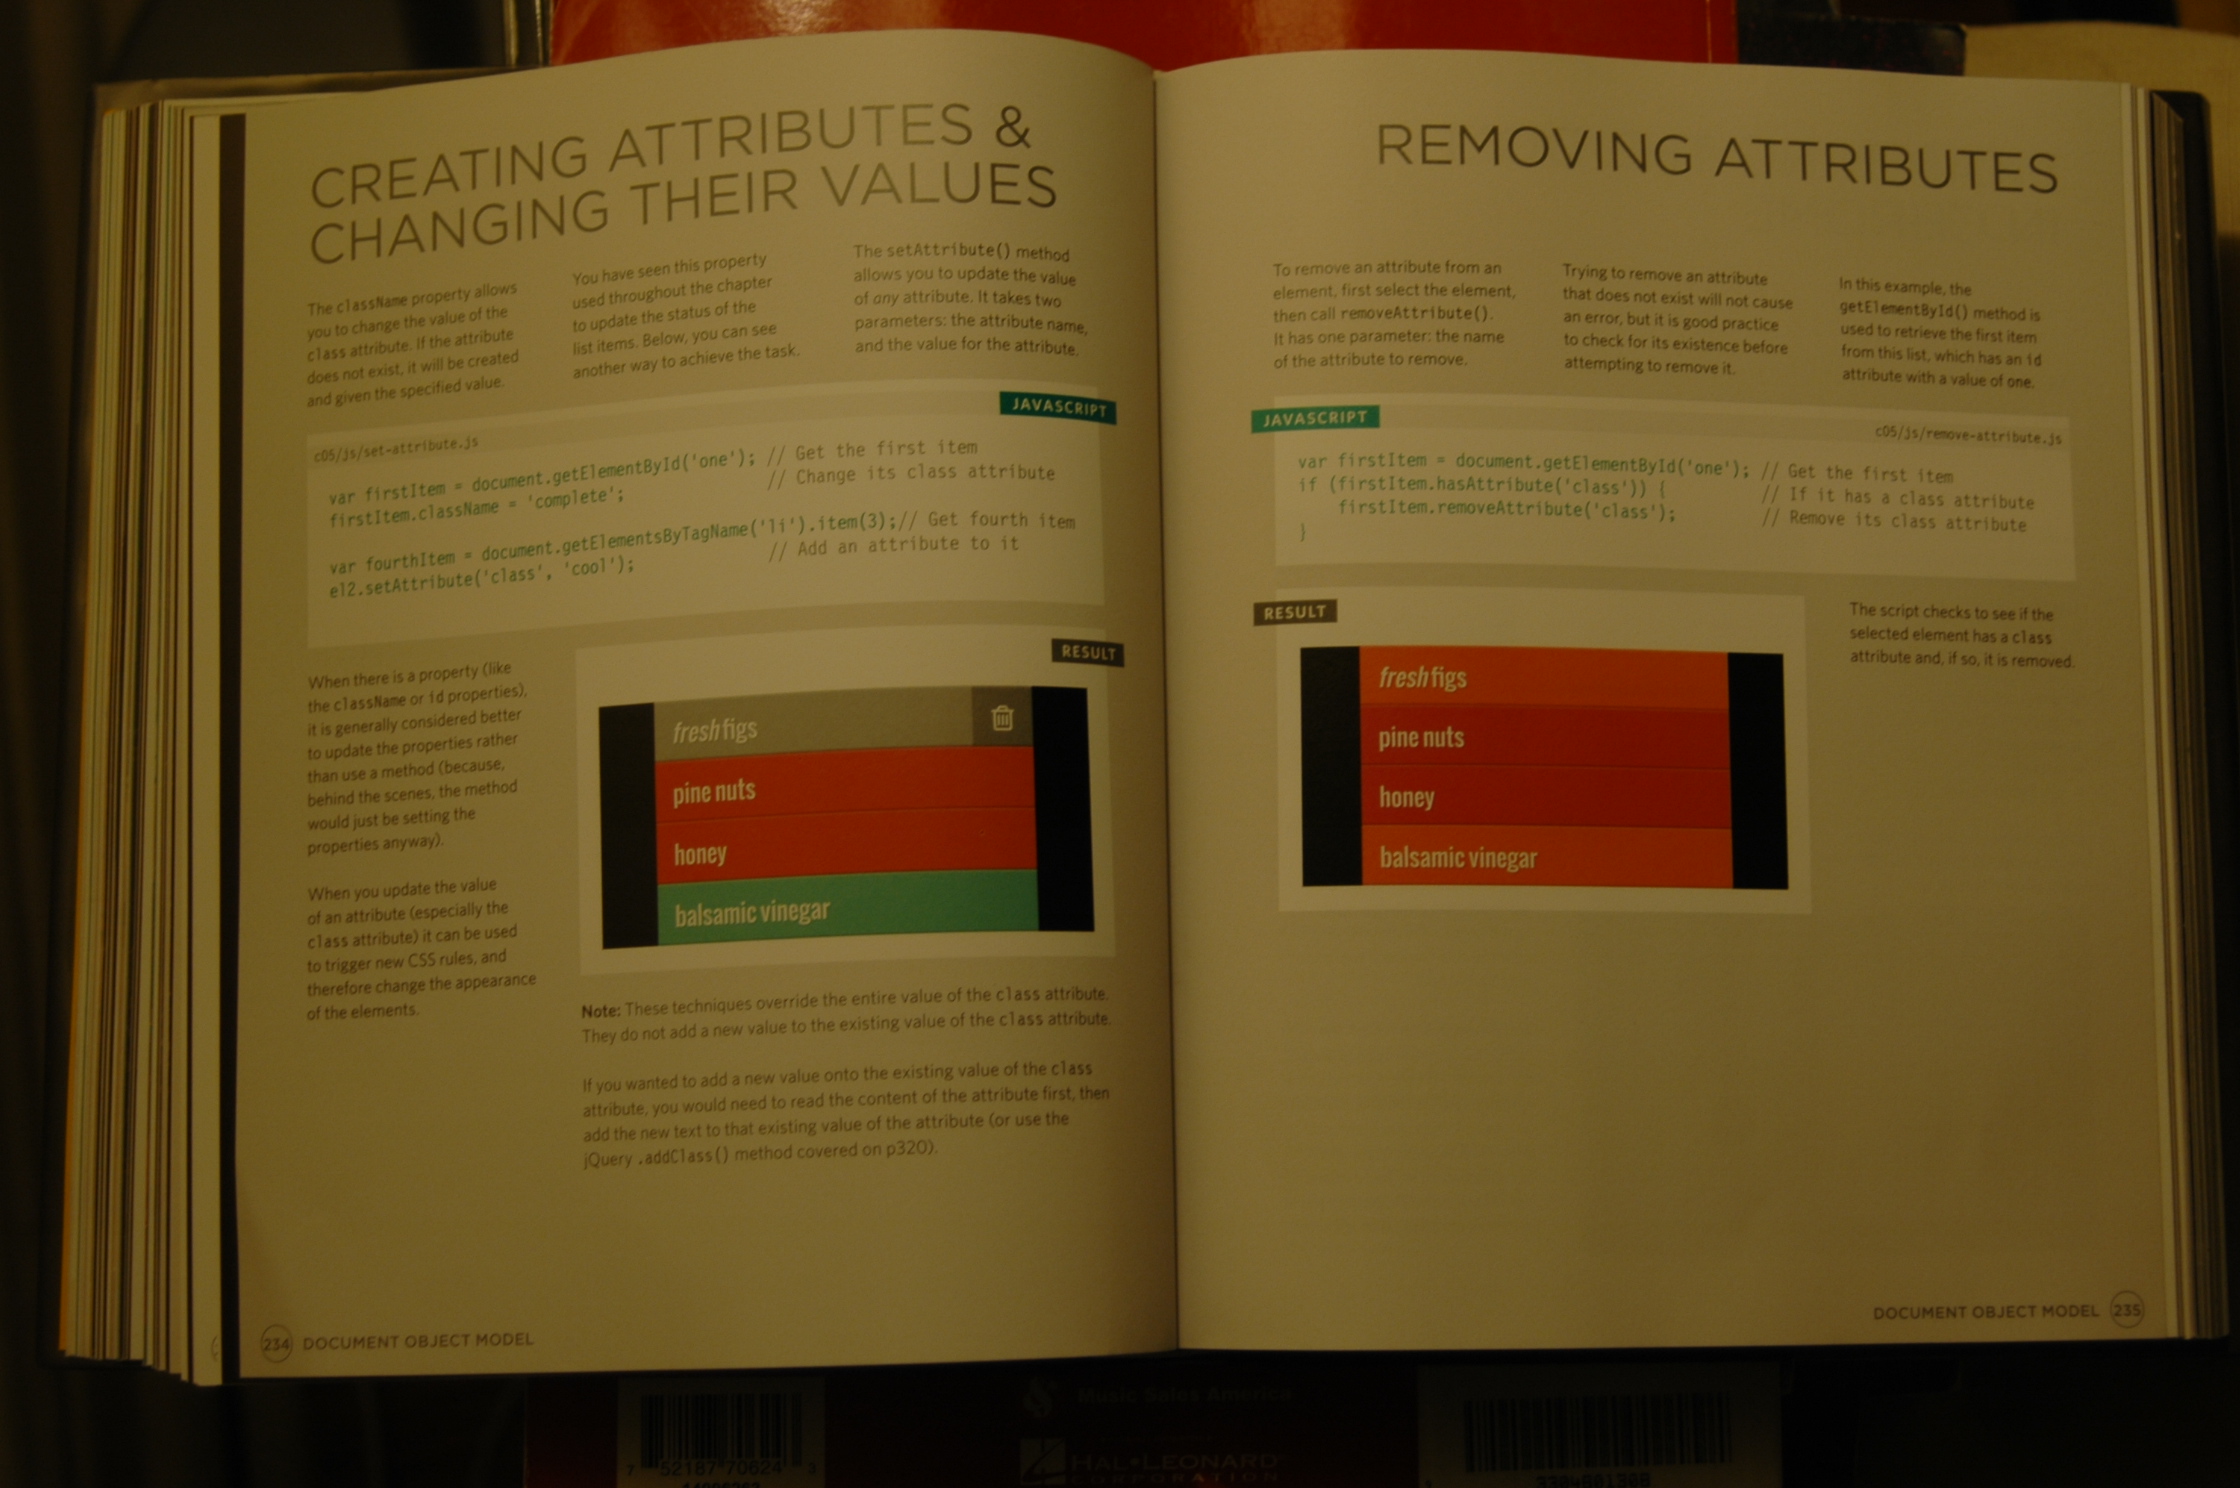 CREATING ATTRIBUTES &
CHANGING THEIR VALUES
The className property allows
you to change the value of the
class attribute. If the attribute
does not exist, it will be created
and given the specified value.
You have seen this property
used throughout the chapter
to update the status of the
list items. Below, you can see
another way to achieve the task.
The setAttribute() method
allows you to update the value
of any attribute. It takes two
parameters: the attribute name,
and the value for the attribute.
JAVASCRIPT
c05/js/set-attribute.js
var firstItem = document.getElementById('one'); // Get the first item
firstItem.className = 'complete'; // Change its class attribute
var fourthItem = document.getElementsByTagName('li').item(3);// Get fourth item
el2.setAttribute('class', 'cool'); // Add an attribute to it
When there is a property (like
the className or id properties),
it is generally considered better
to update the properties rather
than use a method (because,
behind the scenes, the method
would just be setting the
properties anyway).
When you update the value
of an attribute (especially the
class attribute) it can be used
to trigger new CSS rules, and
therefore change the appearance
of the elements.
RESULT
fresh figs
pine nuts
honey
balsamic vinegar
Note: These techniques override the entire value of the class attribute.
They do not add a new value to the existing value of the class attribute.
If you wanted to add a new value onto the existing value of the class
attribute, you would need to read the content of the attribute first, then
add the new text to that existing value of the attribute (or use the
jQuery .addClass() method covered on p320).
234 DOCUMENT OBJECT MODEL
REMOVING ATTRIBUTES
To remove an attribute from an
element, first select the element,
then call removeAttribute().
It has one parameter: the name
of the attribute to remove.
Trying to remove an attribute
that does not exist will not cause
an error, but it is good practice
to check for its existence before
attempting to remove it.
In this example, the
getElementById() method is
used to retrieve the first item
from this list, which has an id
attribute with a value of one.
JAVASCRIPT
c05/js/remove-attribute.js
var firstItem = document.getElementById('one'); // Get the first item
if (firstItem.hasAttribute('class')) { // If it has a class attribute
firstItem.removeAttribute('class'); // Remove its class attribute
}
RESULT
fresh figs
pine nuts
honey
balsamic vinegar
The script checks to see if the
selected element has a class
attribute and, if so, it is removed.
DOCUMENT OBJECT MODEL 235
Music Sales America
HAL•LEONARD
CORPORATION
7 52187 70624 3